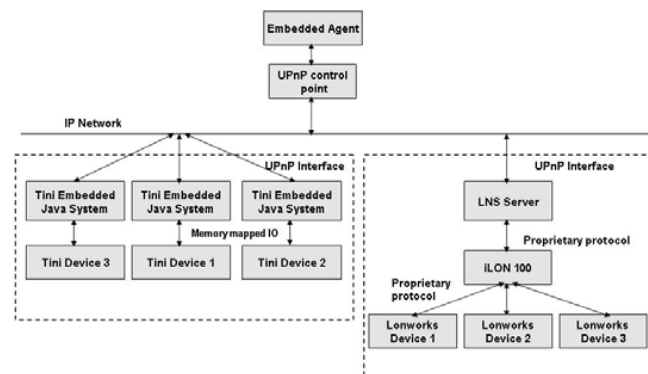 Embedded Agent
UPnP control
point
IP Network
UPnP Interface
Tini Embedded
Java System
Tini Embedded
Java System
Tini Embedded
Java System
Memory mapped IO
Tini Device 3
Tini Device 1
Tini Device 2
UPnP Interface
LNS Server
Proprietary protocol
iLON 100
Proprietary
protocol
Lonworks
Device 1
Lonworks
Device 2
Lonworks
Device 3